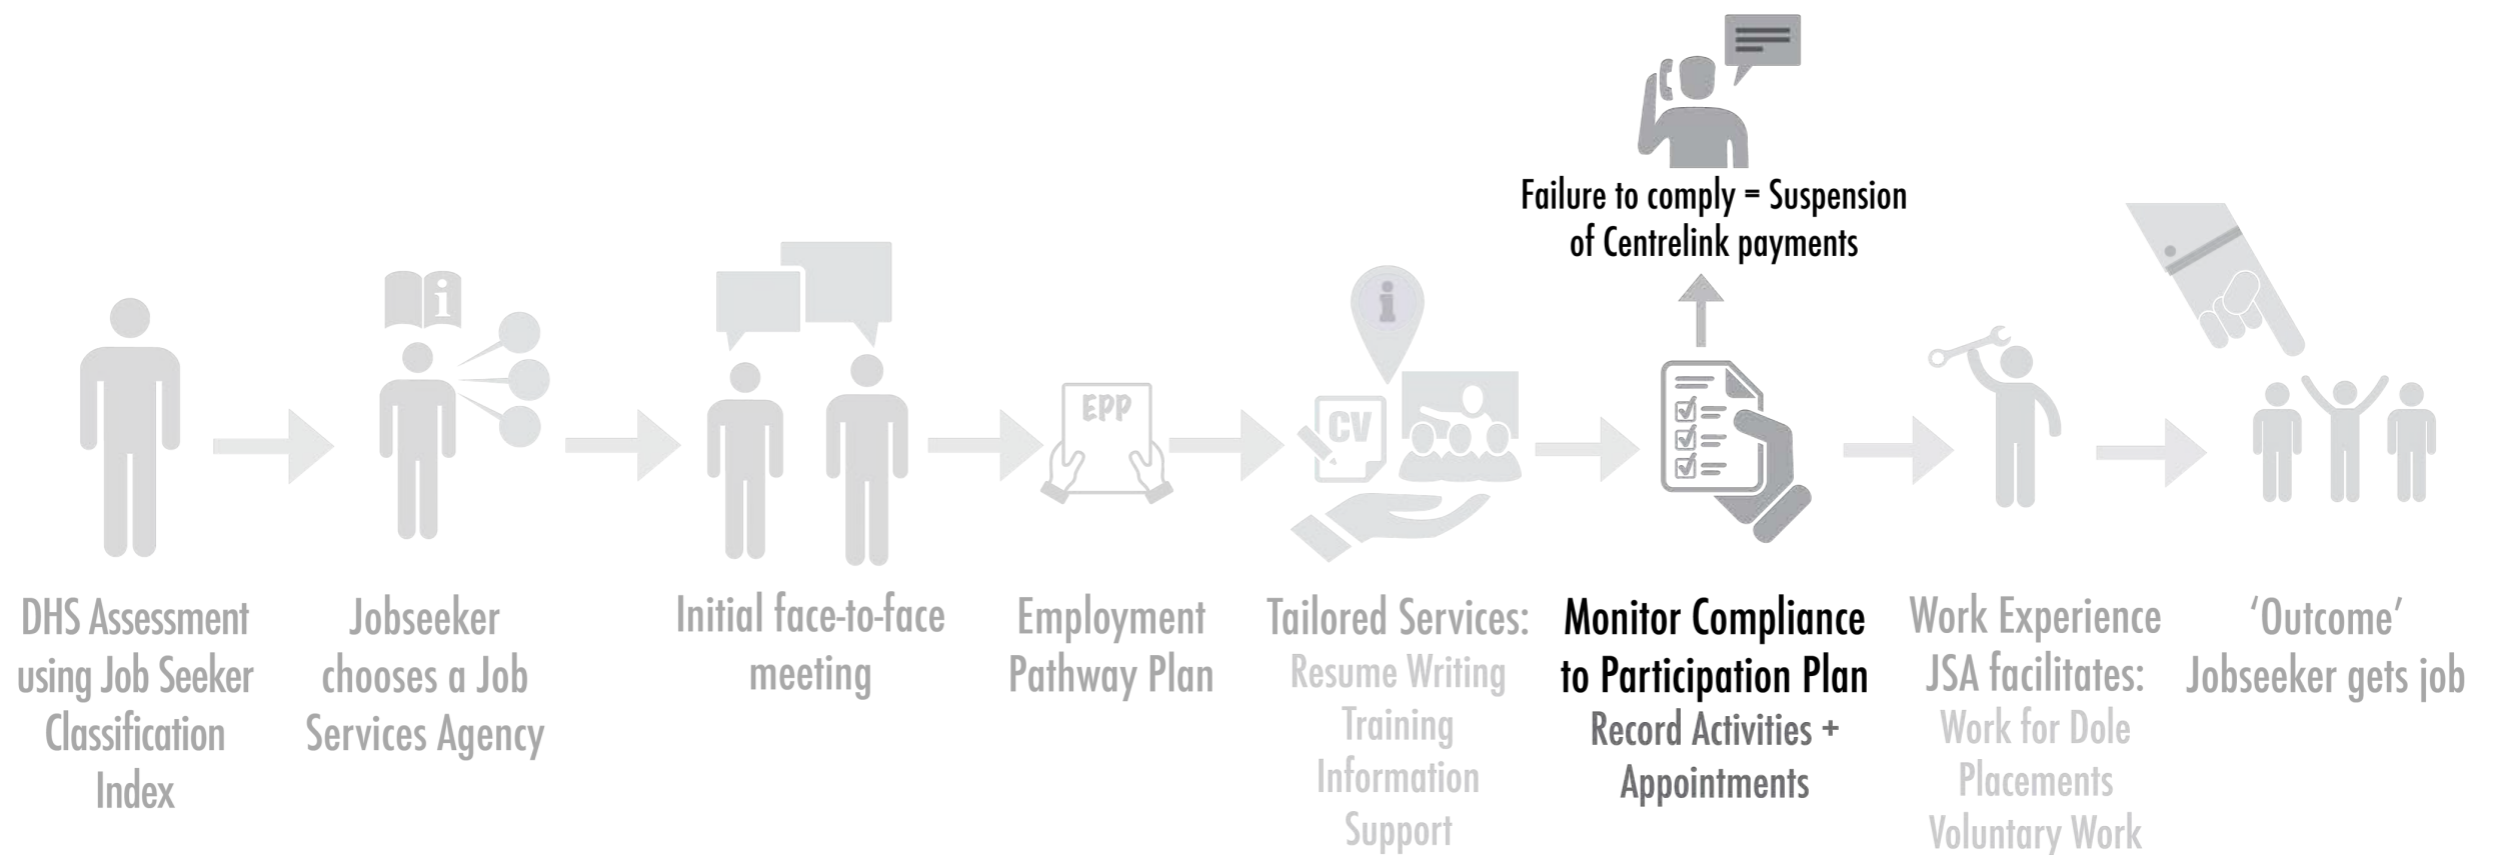 Failure to comply = Suspension
of Centrelink payments
i
i
EPP
CV
DHS Assessment
using Job Seeker
Classification
Index
Jobseeker
chooses a Job
Services Agency
Initial face-to-face
meeting
Employment
Pathway Plan
Tailored Services:
Resume Writing
Training
Information
Support
Monitor Compliance
to Participation Plan
Record Activities +
Appointments
Work Experience
JSA facilitates:
Work for Dole
Placements
Voluntary Work
‘Outcome’
Jobseeker gets job